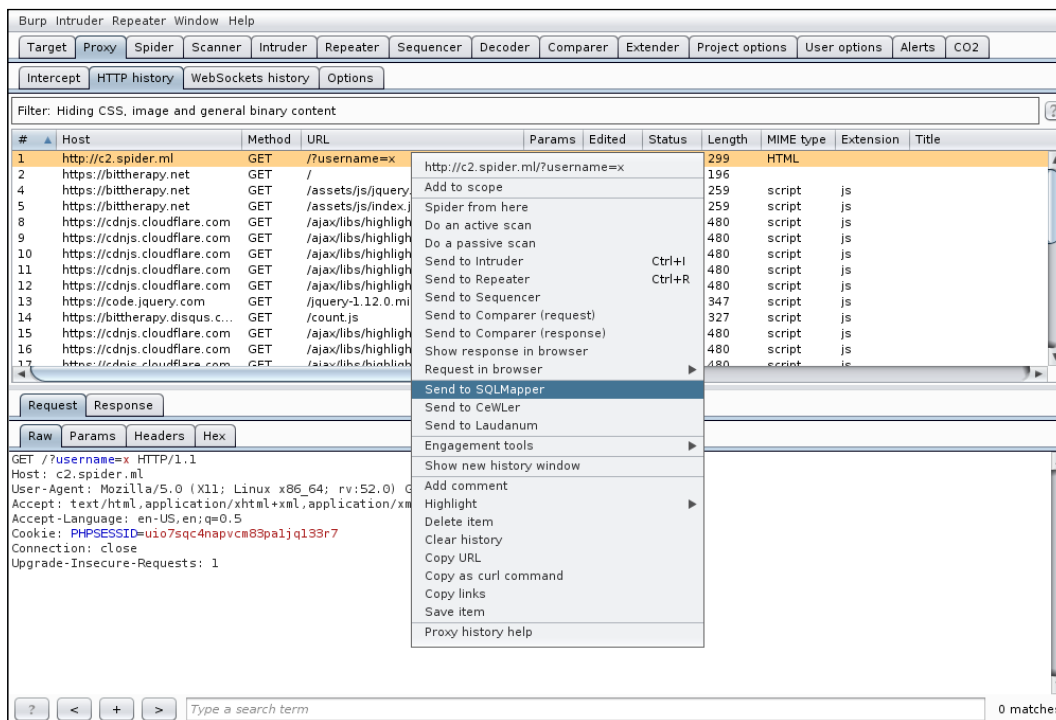 Burp Intruder Repeater Window Help
Target Proxy Spider Scanner Intruder Repeater Sequencer Decoder Comparer Extender Project options User options Alerts CO2
Intercept HTTP history WebSockets history Options
Filter: Hiding CSS, image and general binary content ?
# Host Method URL Params Edited Status Length MIME type Extension Title
1 http://c2.spider.ml GET /?username=x 299 HTML
2 https://bittherapy.net GET / 196
4 https://bittherapy.net GET /assets/js/jquery. 259 script js
5 https://bittherapy.net GET /assets/js/index.j 259 script js
8 https://cdnjs.cloudflare.com GET /ajax/libs/highligh 480 script js
9 https://cdnjs.cloudflare.com GET /ajax/libs/highligh 480 script js
10 https://cdnjs.cloudflare.com GET /ajax/libs/highligh 480 script js
11 https://cdnjs.cloudflare.com GET /ajax/libs/highligh 480 script js
12 https://cdnjs.cloudflare.com GET /ajax/libs/highligh 480 script js
13 https://code.jquery.com GET /jquery-1.12.0.mi 347 script js
14 https://bittherapy.disqus.c... GET /count.js 327 script js
15 https://cdnjs.cloudflare.com GET /ajax/libs/highligh 480 script js
16 https://cdnjs.cloudflare.com GET /ajax/libs/highligh 480 script js
17 https://cdnjs.cloudflare.com GET /ajax/libs/highligh 480 script js
http://c2.spider.ml/?username=x
Add to scope
Spider from here
Do an active scan
Do a passive scan
Send to Intruder Ctrl+I
Send to Repeater Ctrl+R
Send to Sequencer
Send to Comparer (request)
Send to Comparer (response)
Show response in browser
Request in browser
Send to SQLMapper
Send to CeWLer
Send to Laudanum
Engagement tools
Show new history window
Add comment
Highlight
Delete item
Clear history
Copy URL
Copy as curl command
Copy links
Save item
Proxy history help
Request Response
Raw Params Headers Hex
GET /?username=x HTTP/1.1
Host: c2.spider.ml
User-Agent: Mozilla/5.0 (X11; Linux x86_64; rv:52.0) G
Accept: text/html,application/xhtml+xml,application/xm
Accept-Language: en-US,en;q=0.5
Cookie: PHPSESSID=uio7sqc4napvcm83pa1jq133r7
Connection: close
Upgrade-Insecure-Requests: 1
? < + > Type a search term 0 matche